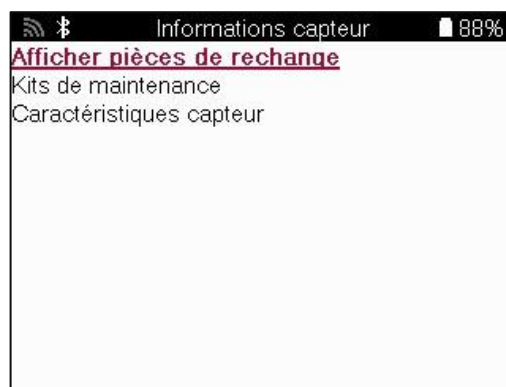 Informations capteur 88%
Afficher pièces de rechange
Kits de maintenance
Caractéristiques capteur